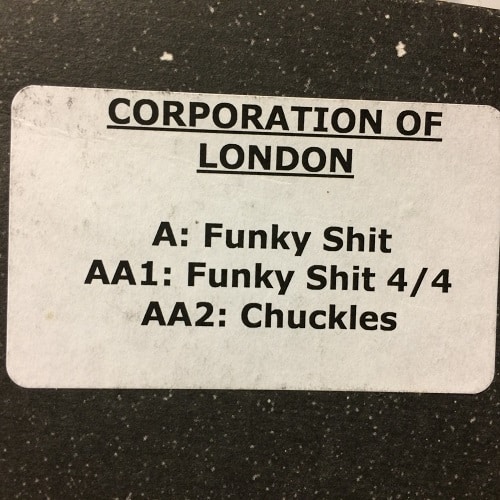 CORPORATION OF
LONDON
A: Funky Shit
AA1: Funky Shit 4/4
AA2: Chuckles